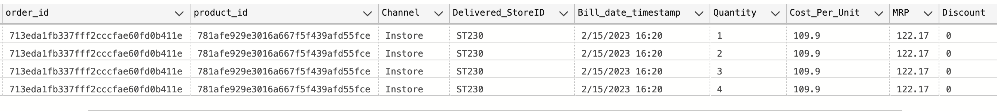 order_id product_id Channel Delivered_StoreID Bill_date_timestamp Quantity Cost_Per_Unit MRP Discount
713eda1fb337fff2cccfae60fd0b411e 781afe929e3016a667f5f439afd55fce Instore ST230 2/15/2023 16:20 1 109.9 122.17 0
713eda1fb337fff2cccfae60fd0b411e 781afe929e3016a667f5f439afd55fce Instore ST230 2/15/2023 16:20 2 109.9 122.17 0
713eda1fb337fff2cccfae60fd0b411e 781afe929e3016a667f5f439afd55fce Instore ST230 2/15/2023 16:20 3 109.9 122.17 0
713eda1fb337fff2cccfae60fd0b411e 781afe929e3016a667f5f439afd55fce Instore ST230 2/15/2023 16:20 4 109.9 122.17 0